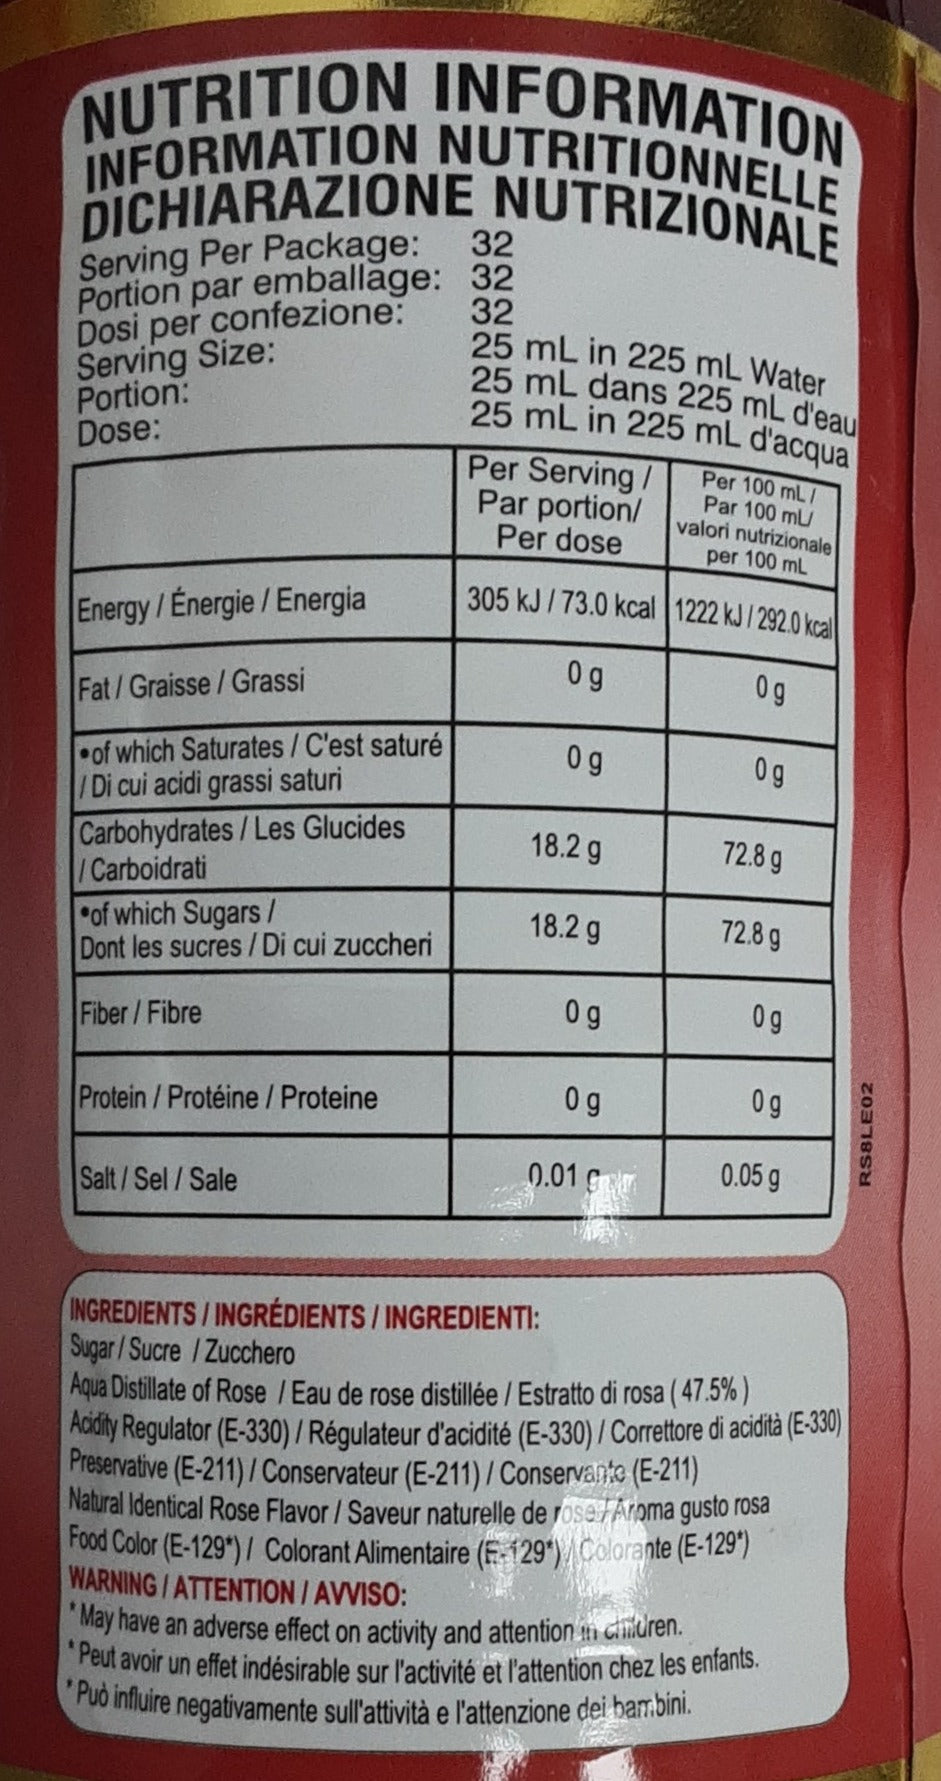 NUTRITION INFORMATION
INFORMATION NUTRITIONNELLE
DICHIARAZIONE NUTRIZIONALE
Serving Per Package: 32
Portion par emballage: 32
Dosi per confezione: 32
Serving Size: 25 mL in 225 mL Water
Portion: 25 mL dans 225 mL d'eau
Dose: 25 mL in 225 mL d'acqua
Per Serving /
Par portion/
Per dose
Per 100 mL /
Par 100 mL/
valori nutrizionale
per 100 mL
Energy / Énergie / Energia 305 kJ / 73.0 kcal 1222 kJ / 292.0 kcal
Fat / Graisse / Grassi 0 g 0 g
•of which Saturates / C'est saturé
/ Di cui acidi grassi saturi 0 g 0 g
Carbohydrates / Les Glucides
/ Carboidrati 18.2 g 72.8 g
•of which Sugars /
Dont les sucres / Di cui zuccheri 18.2 g 72.8 g
Fiber / Fibre 0 g 0 g
Protein / Protéine / Proteine 0 g 0 g
Salt / Sel / Sale 0.01 g 0.05 g
RS8LE02
INGREDIENTS / INGRÉDIENTS / INGREDIENTI:
Sugar / Sucre / Zucchero
Aqua Distillate of Rose / Eau de rose distillée / Estratto di rosa ( 47.5% )
Acidity Regulator (E-330) / Régulateur d'acidité (E-330) / Correttore di acidità (E-330)
Preservative (E-211) / Conservateur (E-211) / Conservante (E-211)
Natural Identical Rose Flavor / Saveur naturelle de rose / Aroma gusto rosa
Food Color (E-129*) / Colorant Alimentaire (E-129*) / Colorante (E-129*)
WARNING / ATTENTION / AVVISO:
* May have an adverse effect on activity and attention in children.
* Peut avoir un effet indésirable sur l'activité et l'attention chez les enfants.
* Può influire negativamente sull'attività e l'attenzione dei bambini.